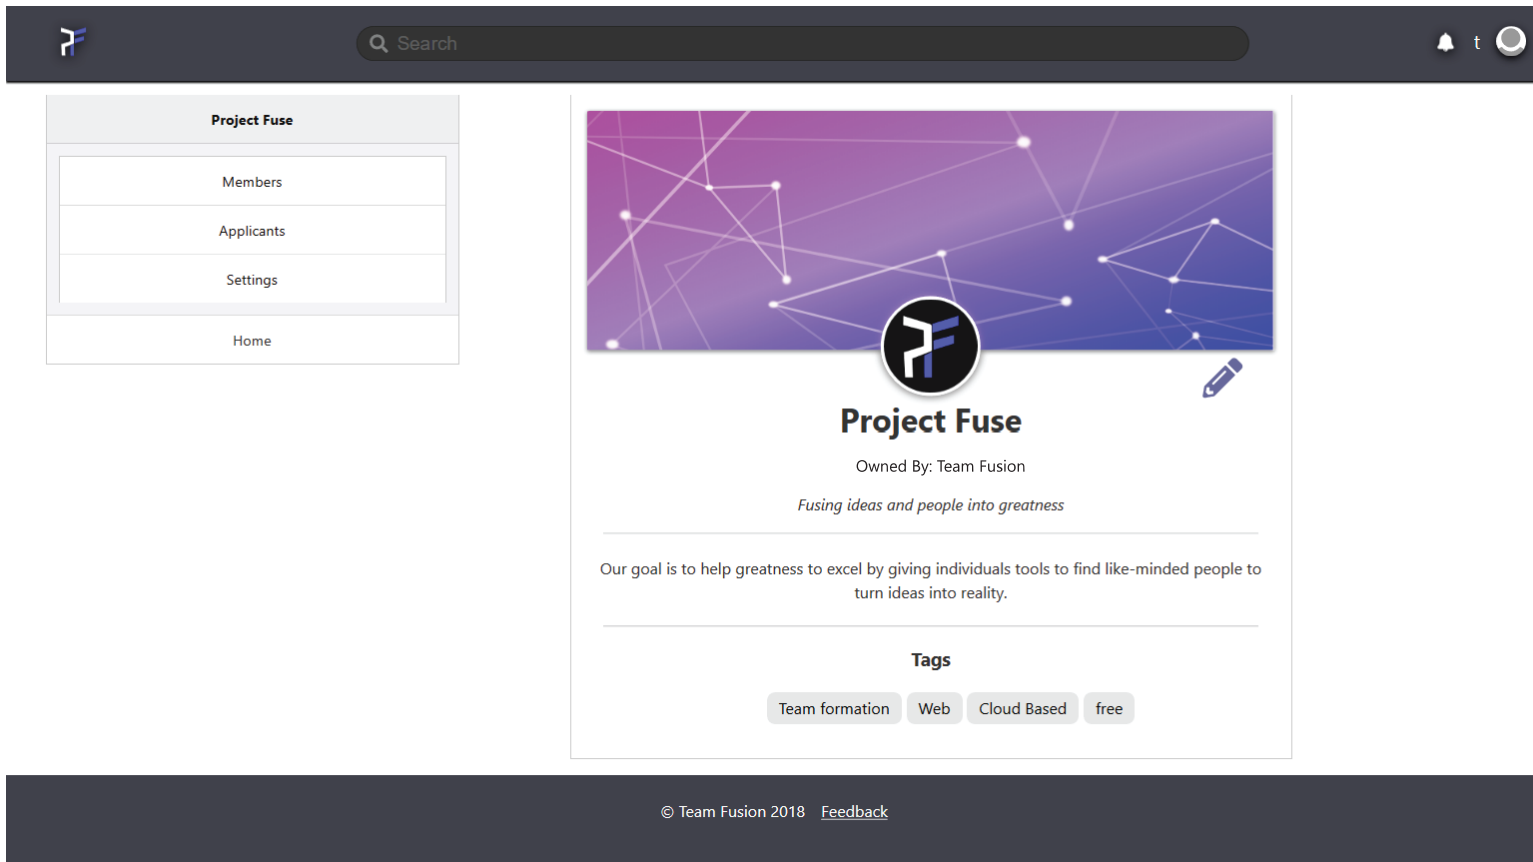 PF
Search
t
Project Fuse
Members
Applicants
Settings
Home
PF
Project Fuse
Owned By: Team Fusion
Fusing ideas and people into greatness
Our goal is to help greatness to excel by giving individuals tools to find like-minded people to
turn ideas into reality.
Tags
Team formation Web Cloud Based free
© Team Fusion 2018 Feedback